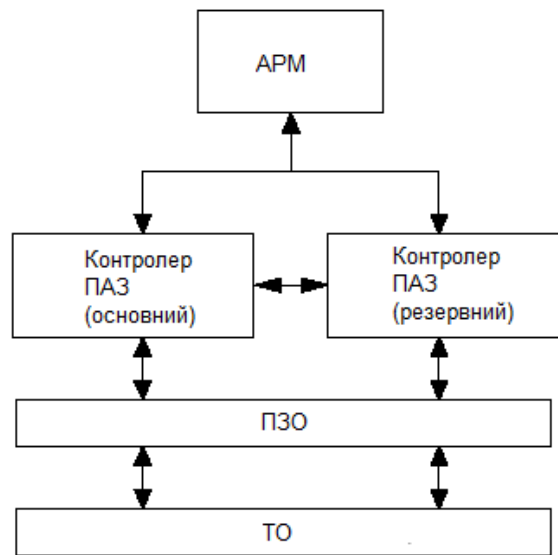 АРМ
Контролер
ПАЗ
(основний)
Контролер
ПАЗ
(резервний)
ПЗО
ТО